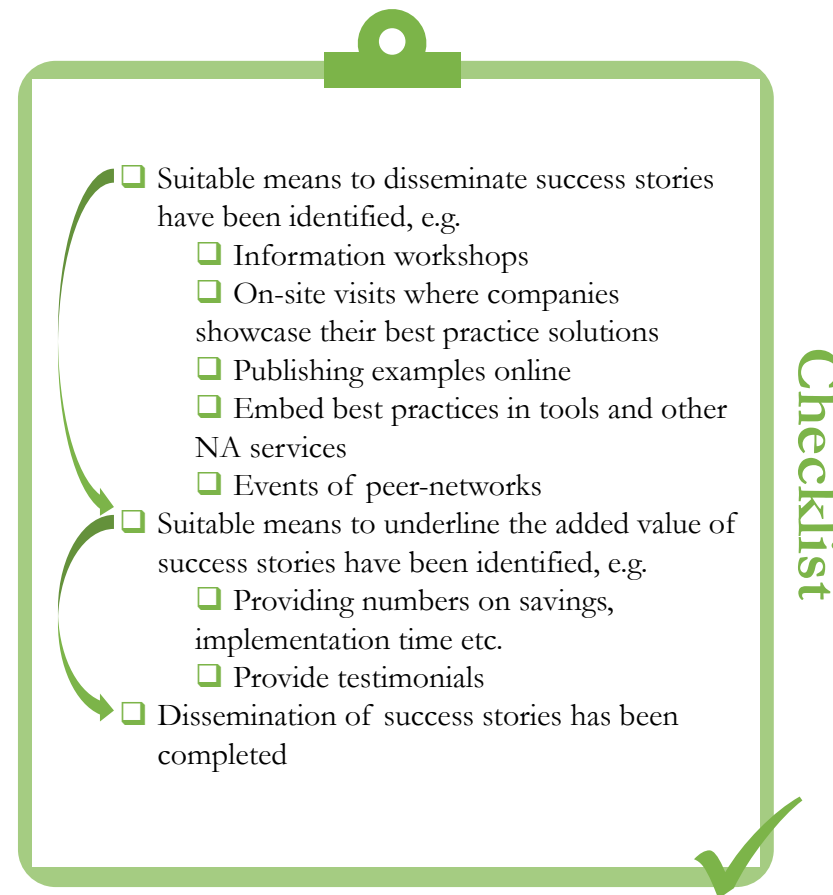 Suitable means to disseminate success stories
have been identified, e.g.
Information workshops
On-site visits where companies
showcase their best practice solutions
Publishing examples online
Embed best practices in tools and other
NA services
Events of peer-networks
Suitable means to underline the added value of
success stories have been identified, e.g.
Providing numbers on savings,
implementation time etc.
Provide testimonials
Dissemination of success stories has been
completed
Checklist